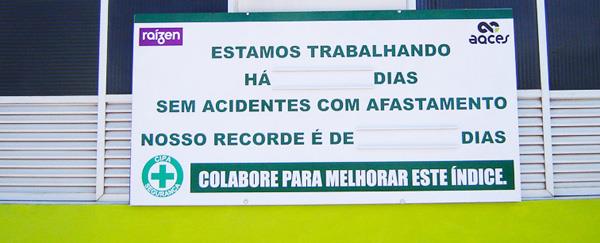 raízen
aqces
ESTAMOS TRABALHANDO
HÁ DIAS
SEM ACIDENTES COM AFASTAMENTO
NOSSO RECORDE É DE DIAS
CIPA
SEGURANÇA
COLABORE PARA MELHORAR ESTE ÍNDICE.